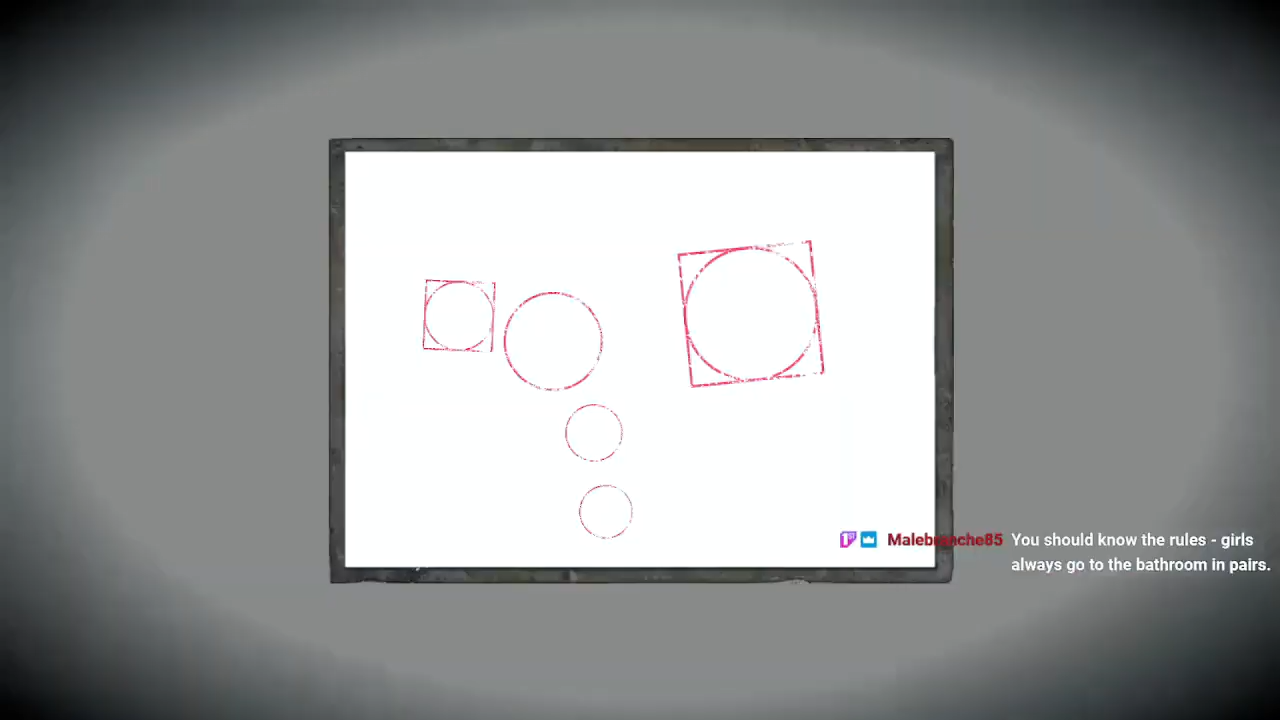 Malebranche85 You should know the rules - girls
always go to the bathroom in pairs.